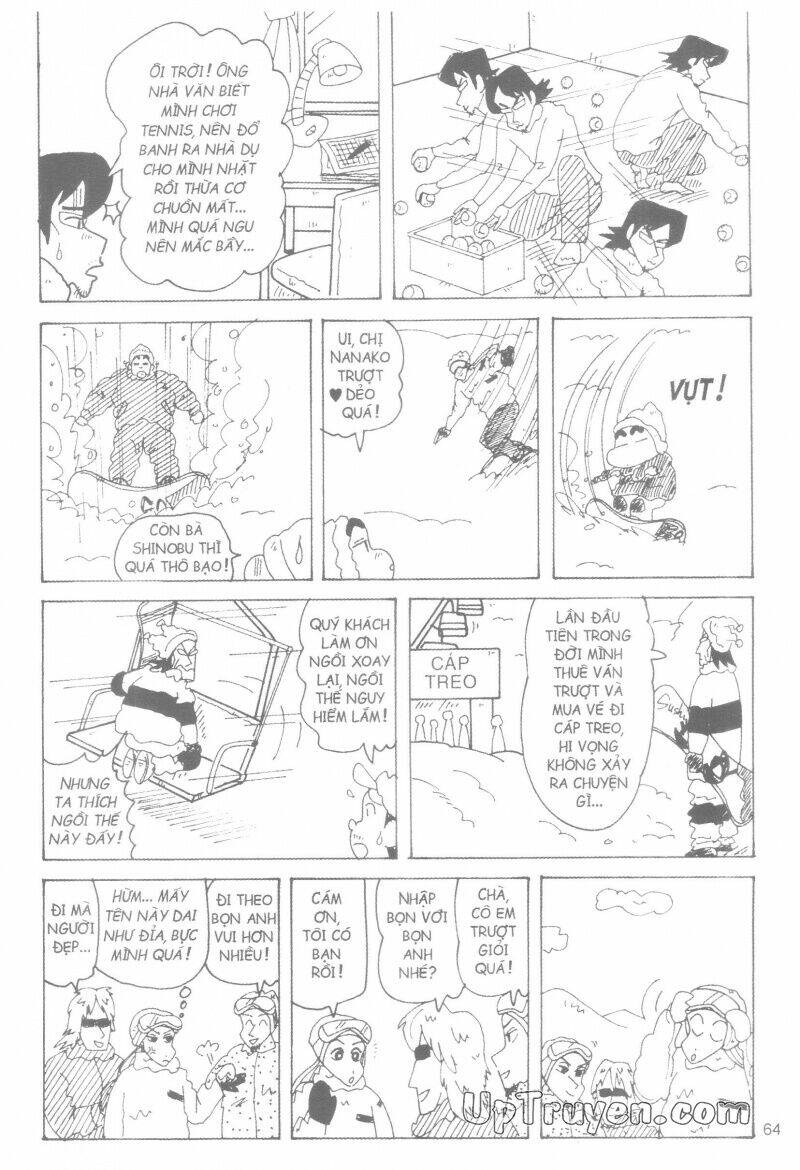 ÔI TRỜI! ÔNG
NHÀ VĂN BIẾT
MÌNH CHƠI
TENNIS, NÊN ĐỔ
BANH RA NHÀ DỤ
CHO MÌNH NHẶT
RỒI THỪA CƠ
CHUỒN MẤT...
MÌNH QUÁ NGU
NÊN MẮC BẪY...
VỤT!
UI, CHỊ
NANAKO
TRƯỢT
♥ DẺO
QUÁ!
CÒN BÀ
SHINOBU THÌ
QUÁ THÔ BẠO!
LẦN ĐẦU
TIÊN TRONG
ĐỜI MÌNH
THUÊ VÁN
TRƯỢT VÀ
MUA VÉ ĐI
CÁP TREO,
HI VỌNG
KHÔNG XẢY
RA CHUYỆN
GÌ...
CÁP
TREO
QUÝ KHÁCH
LÀM ƠN
NGỒI XOAY
LẠI, NGỒI
THẾ NGUY
HIỂM LẮM!
NHƯNG
TA THÍCH
NGỒI THẾ
NÀY ĐẤY!
CHÀ,
CÔ EM
TRƯỢT
GIỎI
QUÁ!
NHẬP
BỌN VỚI
BỌN
ANH
NHÉ?
CÁM
ƠN,
TÔI CÓ
BẠN
RỒI!
ĐI THEO
BỌN ANH
VUI HƠN
NHIỀU!
HỪM... MẤY
TÊN NÀY DAI
NHƯ ĐỈA, BỰC
MÌNH QUÁ!
ĐI MÀ
NGƯỜI
ĐẸP...
UpTruyen.com
64